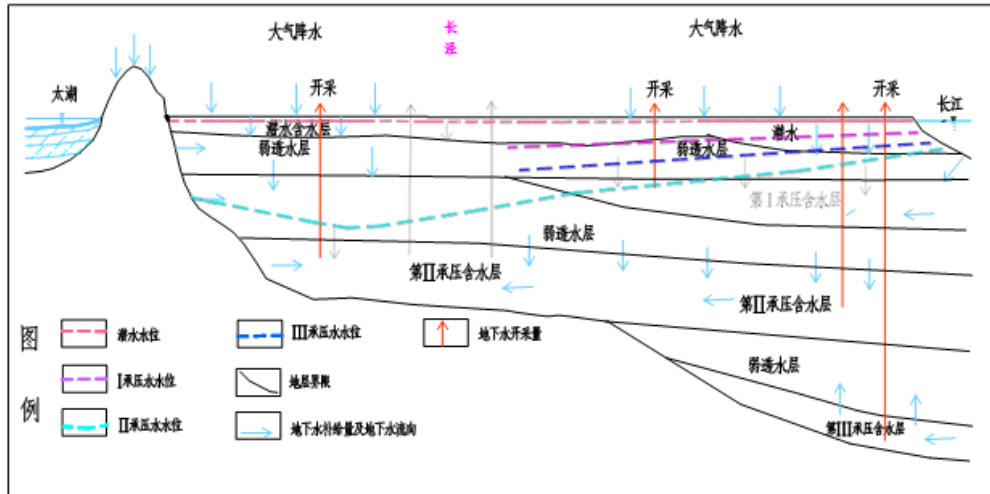 大气降水
长
泾
大气降水
太湖
开采
开采
开采
长江
潜水含水层
潜水
弱透水层
弱透水层
第Ⅰ承压含水层
弱透水层
第II承压含水层
第II承压含水层
弱透水层
第III承压含水层
图
例
潜水水位
III承压水水位
地下水开采量
I承压水水位
地层界限
II承压水水位
地下水补给量及地下水流向